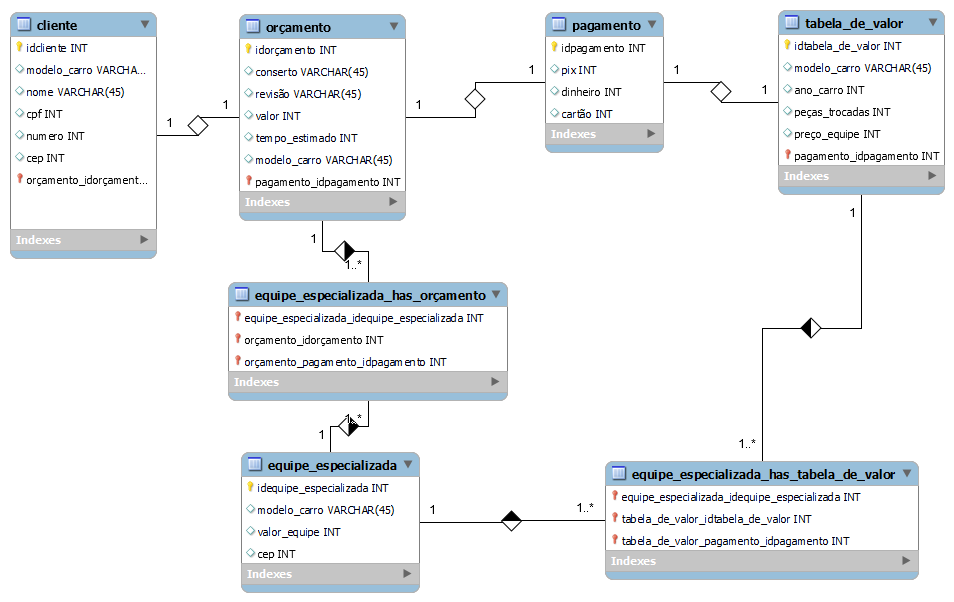 cliente
idcliente INT
modelo_carro VARCHA...
nome VARCHAR(45)
cpf INT
numero INT
cep INT
orçamento_idorçament...
Indexes
1
1
orçamento
idorçamento INT
conserto VARCHAR(45)
revisão VARCHAR(45)
valor INT
tempo_estimado INT
modelo_carro VARCHAR(45)
pagamento_idpagamento INT
Indexes
1
1
pagamento
idpagamento INT
pix INT
dinheiro INT
cartão INT
Indexes
1
1
tabela_de_valor
idtabela_de_valor INT
modelo_carro VARCHAR(45)
ano_carro INT
peças_trocadas INT
preço_equipe INT
pagamento_idpagamento INT
Indexes
1
1..*
equipe_especializada_has_orçamento
equipe_especializada_idequipe_especializada INT
orçamento_idorçamento INT
orçamento_pagamento_idpagamento INT
Indexes
1..*
1
1
1..*
equipe_especializada
idequipe_especializada INT
modelo_carro VARCHAR(45)
valor_equipe INT
cep INT
Indexes
1
1..*
equipe_especializada_has_tabela_de_valor
equipe_especializada_idequipe_especializada INT
tabela_de_valor_idtabela_de_valor INT
tabela_de_valor_pagamento_idpagamento INT
Indexes